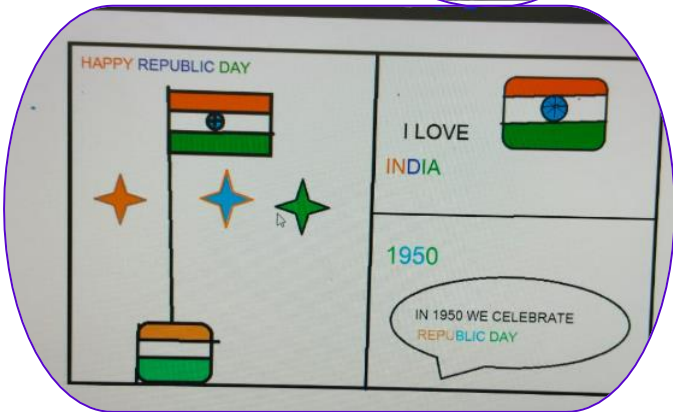 HAPPY REPUBLIC DAY
I LOVE
INDIA
1950
IN 1950 WE CELEBRATE
REPUBLIC DAY